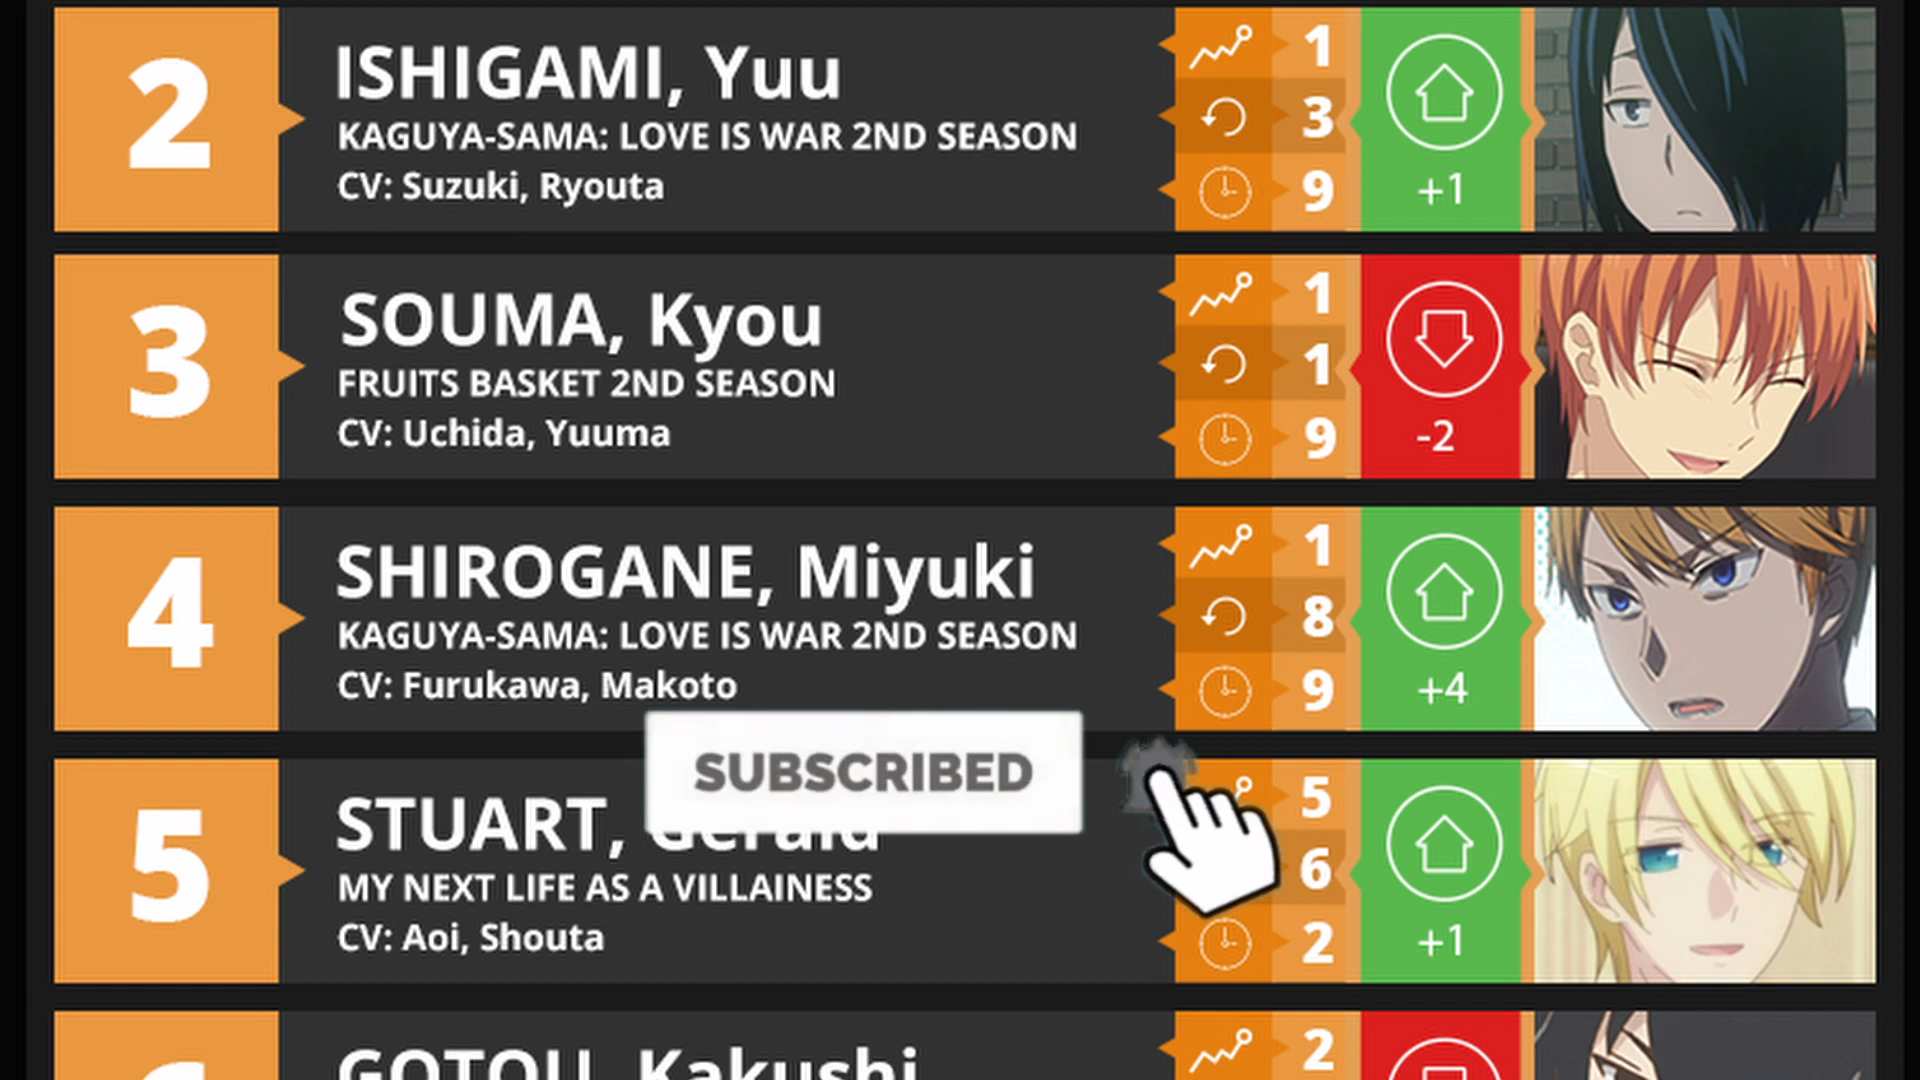 2
ISHIGAMI, Yuu
KAGUYA-SAMA: LOVE IS WAR 2ND SEASON
CV: Suzuki, Ryouta
1
3
9
+1
3
SOUMA, Kyou
FRUITS BASKET 2ND SEASON
CV: Uchida, Yuuma
1
1
9
-2
4
SHIROGANE, Miyuki
KAGUYA-SAMA: LOVE IS WAR 2ND SEASON
CV: Furukawa, Makoto
1
8
9
+4
SUBSCRIBED
5
STUART, Gerald
MY NEXT LIFE AS A VILLAINESS
CV: Aoi, Shouta
5
6
2
+1
GOTOU, Kakushi
2